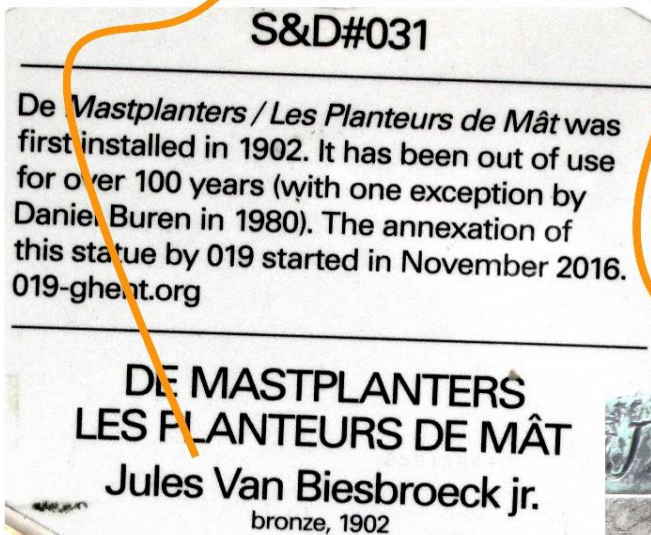 S&D#031
De Mastplanters / Les Planteurs de Mât was
first installed in 1902. It has been out of use
for over 100 years (with one exception by
Daniel Buren in 1980). The annexation of
this statue by 019 started in November 2016.
019-ghent.org
DE MASTPLANTERS
LES PLANTEURS DE MÂT
Jules Van Biesbroeck jr.
bronze, 1902